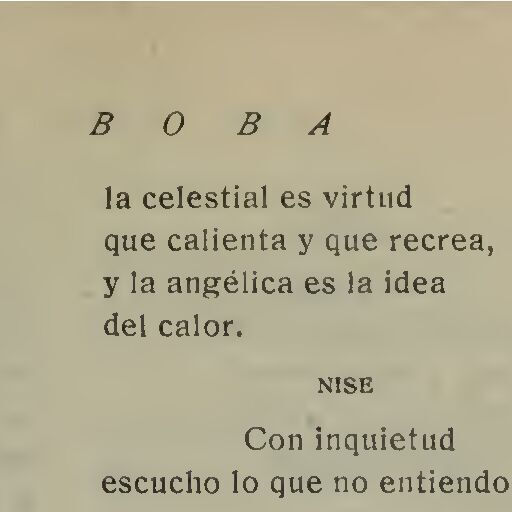 B O B A
la celestial es virtud
que calienta y que recrea,
y la angélica es la idea
del calor.
NISE
Con inquietud
escucho lo que no entiendo